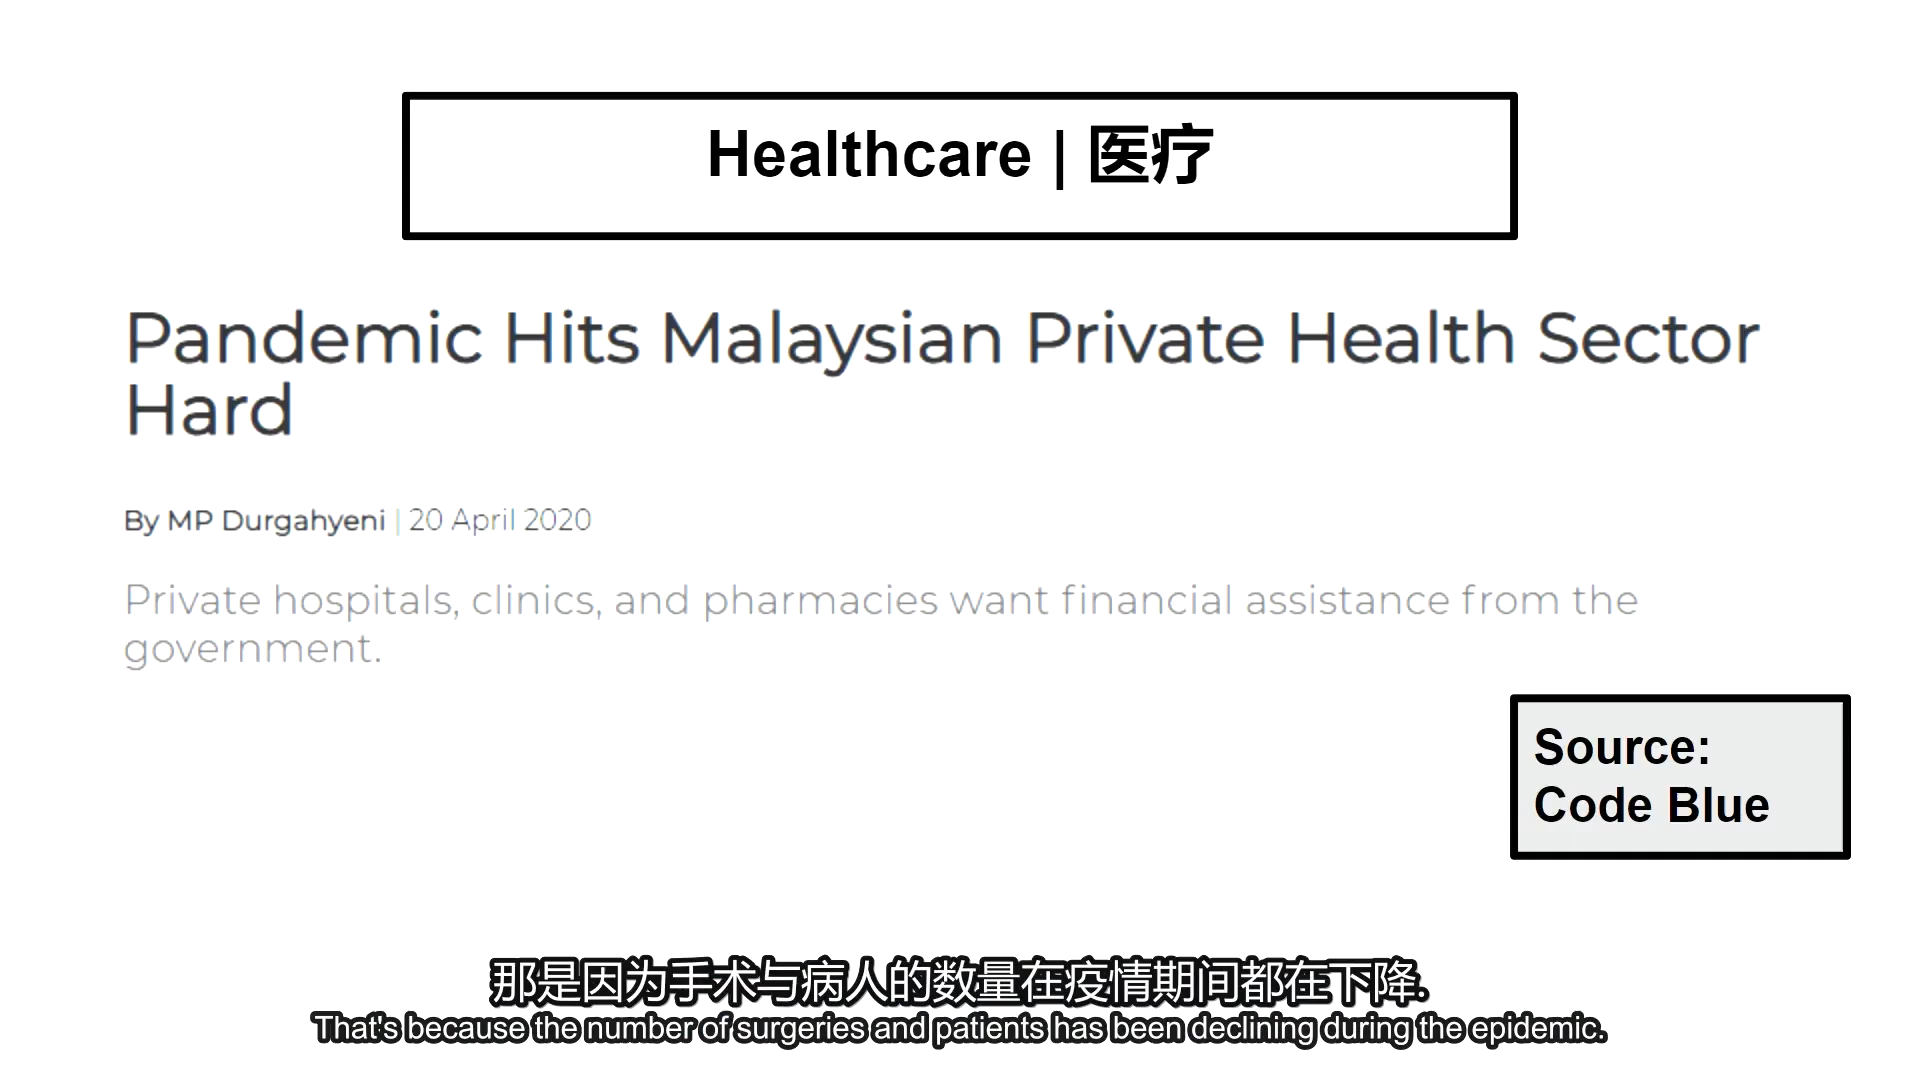 Healthcare | 医疗
Pandemic Hits Malaysian Private Health Sector
Hard
By MP Durgahyeni | 20 April 2020
Private hospitals, clinics, and pharmacies want financial assistance from the
government.
Source:
Code Blue
那是因为手术与病人的数量在疫情期间都在下降.
That's because the number of surgeries and patients has been declining during the epidemic.